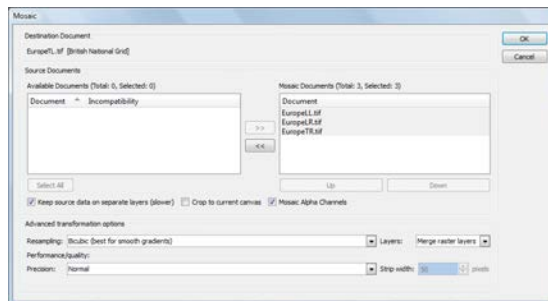 Mosaic
Destination Document
EuropeTL.tif [British National Grid]
OK
Cancel
Source Documents
Available Documents (Total: 0, Selected: 0)
Mosaic Documents (Total: 3, Selected: 3)
Document Incompatibility
Document
EuropeLL.tif
EuropeLR.tif
EuropeTR.tif
>>
<<
Select All
Up
Down
Keep source data on separate layers (slower)
Crop to current canvas
Mosaic Alpha Channels
Advanced transformation options
Resampling: Bicubic (best for smooth gradients)
Layers: Merge raster layers
Performance/quality:
Precision: Normal
Strip width: pixels